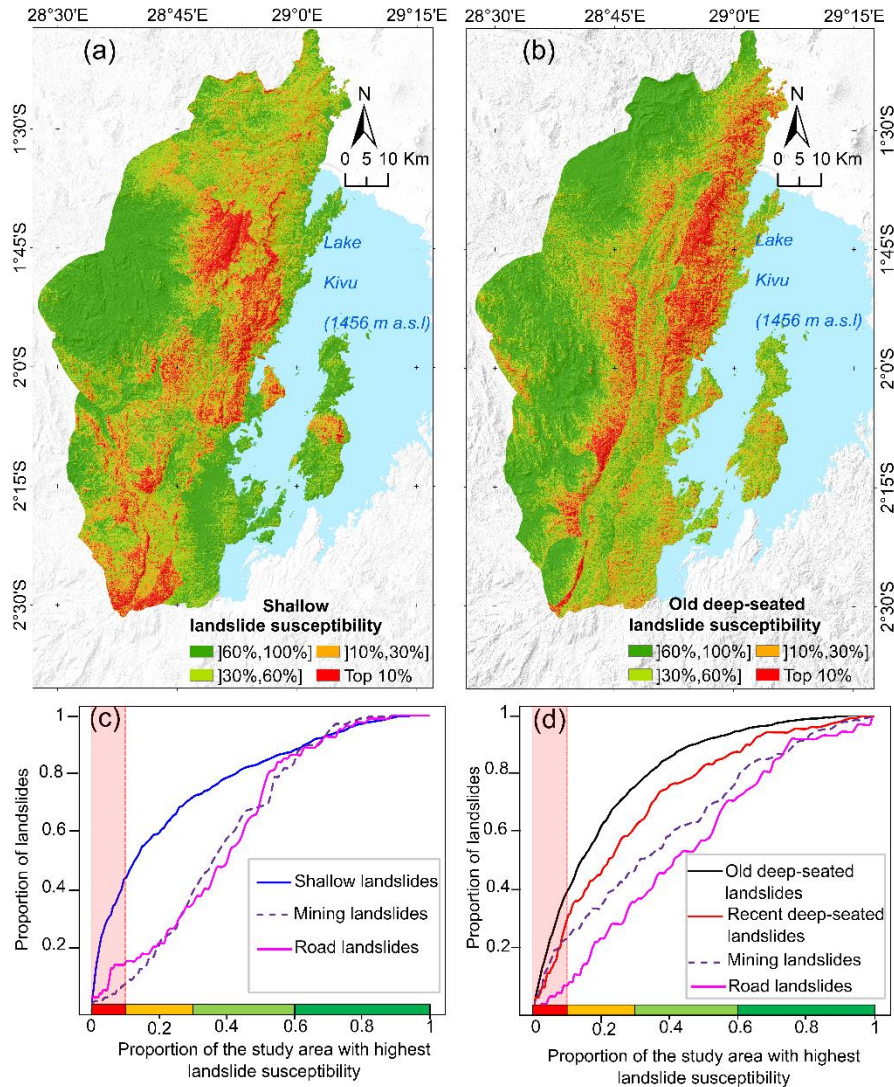 28°30'E 28°45'E 29°0'E 29°15'E
(a)
N
0 5 10 Km
1°30'S
1°45'S
2°0'S
2°15'S
2°30'S
Lake
Kivu
(1456 m a.s.l)
Shallow
landslide susceptibility
]60%,100%] ]10%,30%]
]30%,60%] Top 10%
28°30'E 28°45'E 29°0'E 29°15'E
(b)
N
0 5 10 Km
1°30'S
1°45'S
2°0'S
2°15'S
2°30'S
Lake
Kivu
(1456 m a.s.l)
Old deep-seated
landslide susceptibility
]60%,100%] ]10%,30%]
]30%,60%] Top 10%
(c)
Proportion of landslides
1
0.8
0.6
0.4
0.2
Shallow landslides
Mining landslides
Road landslides
0 0.2 0.4 0.6 0.8 1
Proportion of the study area with highest
landslide susceptibility
(d)
Proportion of landslides
1
0.8
0.6
0.4
0.2
Old deep-seated
landslides
Recent deep-seated
landslides
Mining landslides
Road landslides
0 0.2 0.4 0.6 0.8 1
Proportion of the study area with highest
landslide susceptibility